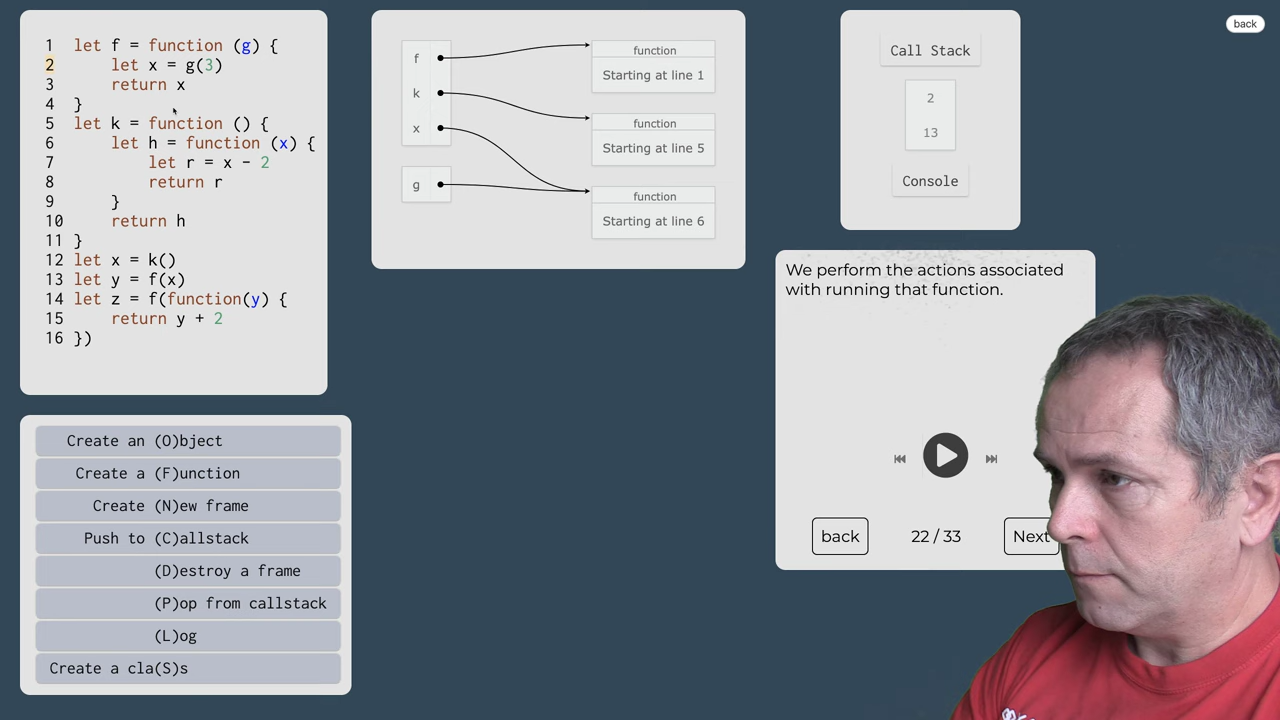 1 let f = function (g) {
2 let x = g(3)
3 return x
4 }
5 let k = function () {
6 let h = function (x) {
7 let r = x - 2
8 return r
9 }
10 return h
11 }
12 let x = k()
13 let y = f(x)
14 let z = f(function(y) {
15 return y + 2
16 })
Create an (O)bject
Create a (F)unction
Create (N)ew frame
Push to (C)allstack
(D)estroy a frame
(P)op from callstack
(L)og
Create a cla(S)s
f
k
x
g
function
Starting at line 1
function
Starting at line 5
function
Starting at line 6
Call Stack
2
13
Console
back
We perform the actions associated
with running that function.
back
22 / 33
Next